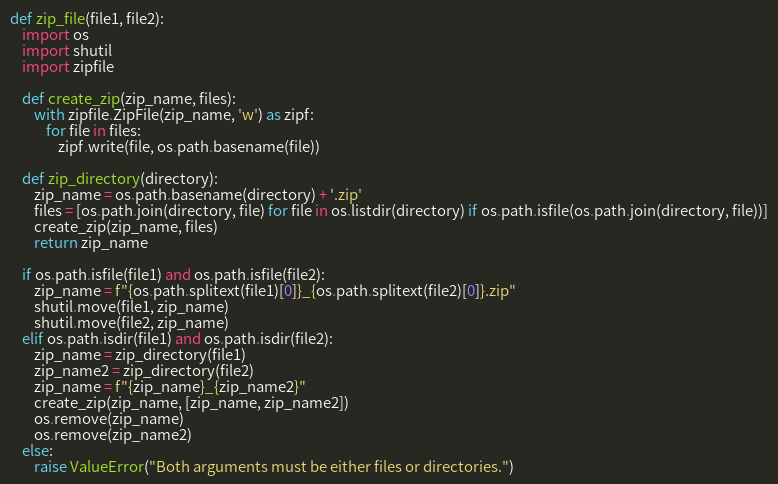 def zip_file(file1, file2):
    import os
    import shutil
    import zipfile

    def create_zip(zip_name, files):
        with zipfile.ZipFile(zip_name, 'w') as zipf:
            for file in files:
                zipf.write(file, os.path.basename(file))

    def zip_directory(directory):
        zip_name = os.path.basename(directory) + '.zip'
        files = [os.path.join(directory, file) for file in os.listdir(directory) if os.path.isfile(os.path.join(directory, file))]
        create_zip(zip_name, files)
        return zip_name

    if os.path.isfile(file1) and os.path.isfile(file2):
        zip_name = f"{os.path.splitext(file1)[0]}_{os.path.splitext(file2)[0]}.zip"
        shutil.move(file1, zip_name)
        shutil.move(file2, zip_name)
    elif os.path.isdir(file1) and os.path.isdir(file2):
        zip_name = zip_directory(file1)
        zip_name2 = zip_directory(file2)
        zip_name = f"{zip_name}_{zip_name2}"
        create_zip(zip_name, [zip_name, zip_name2])
        os.remove(zip_name)
        os.remove(zip_name2)
    else:
        raise ValueError("Both arguments must be either files or directories.")